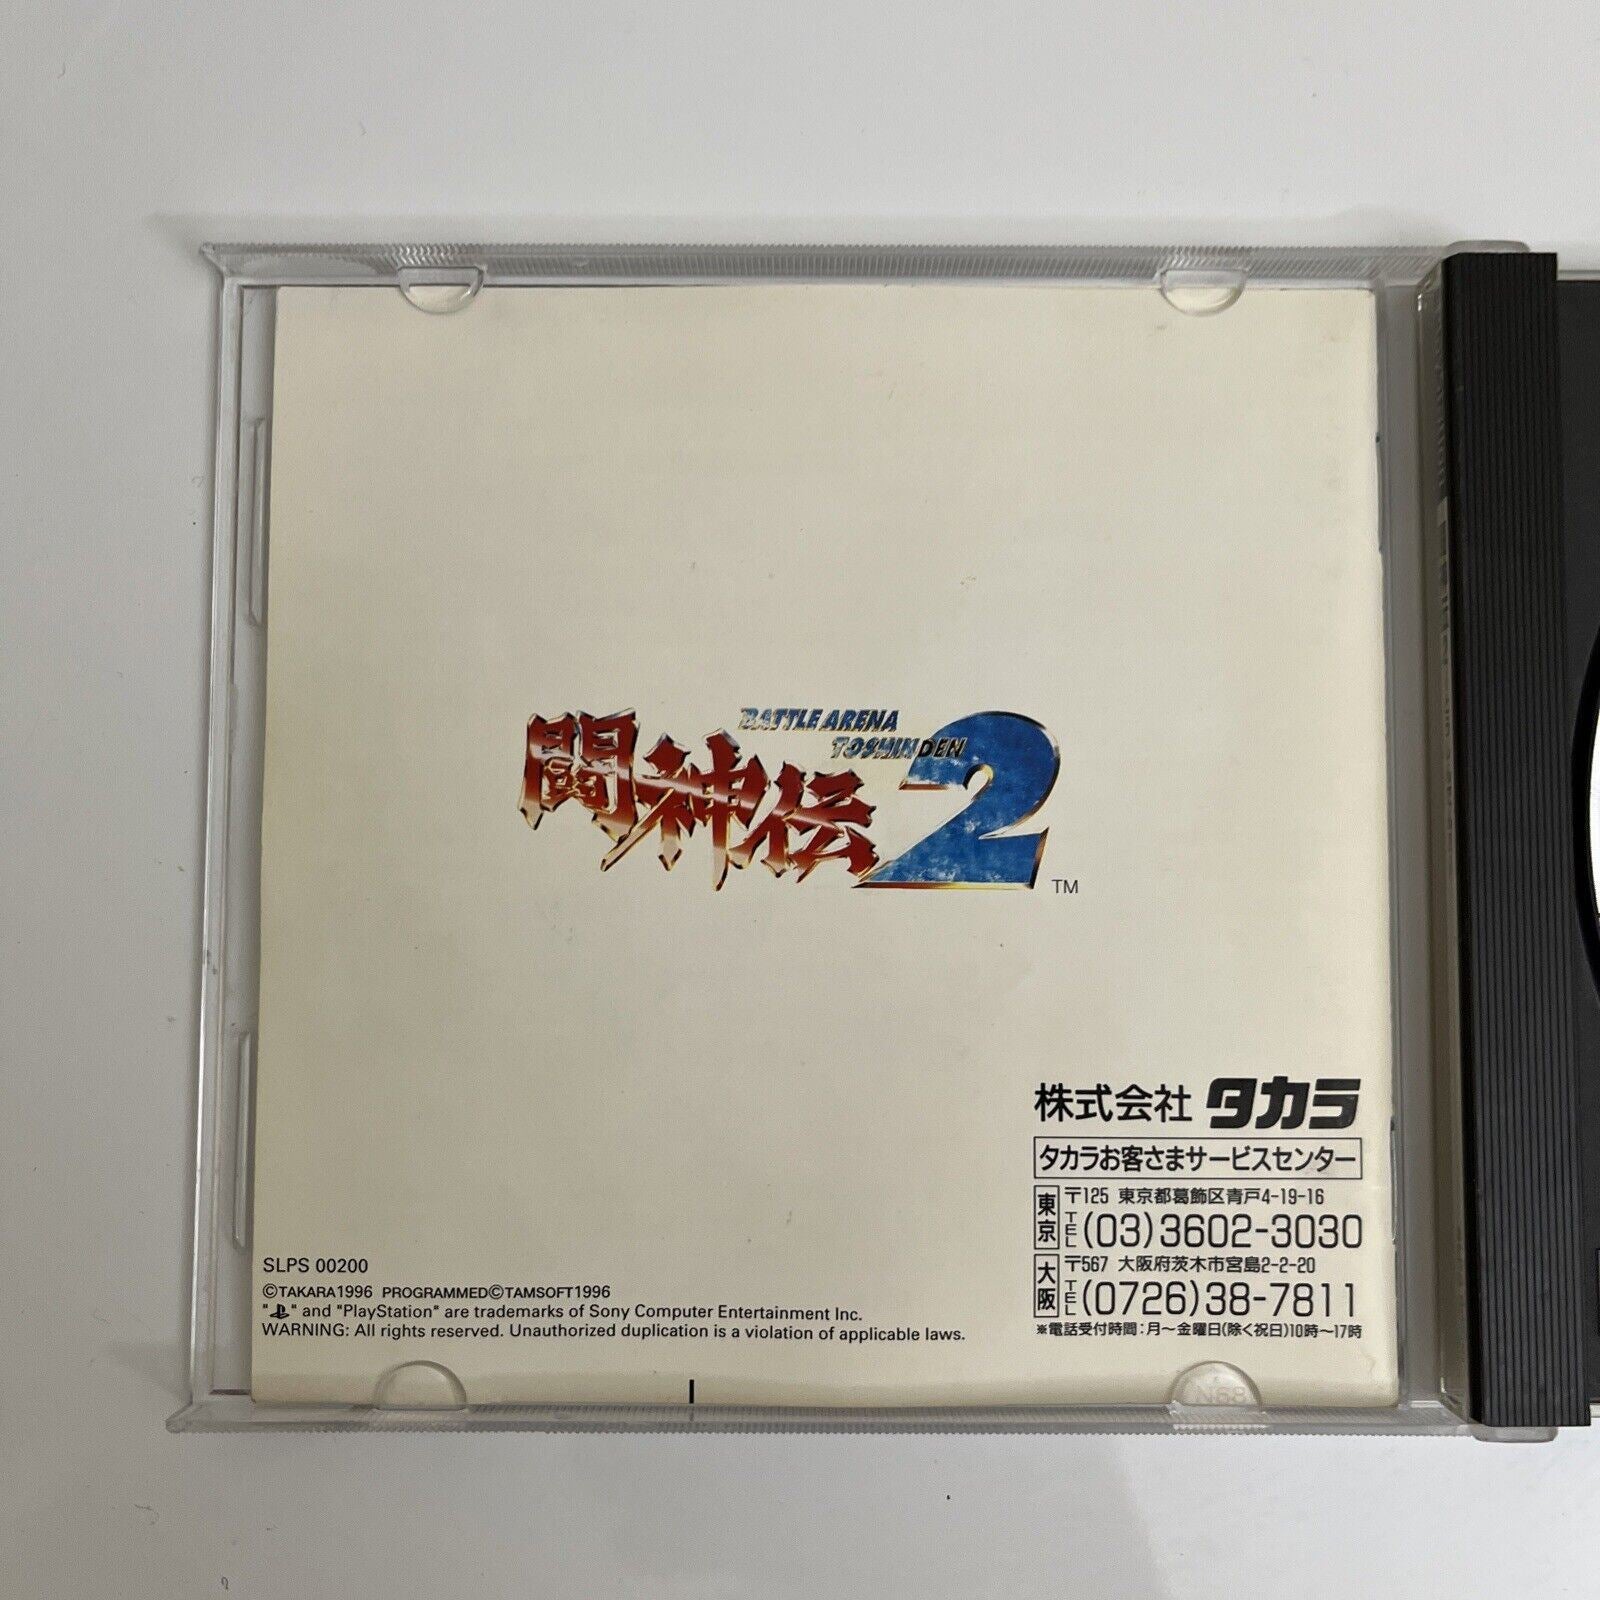 BATTLE ARENA
TOSHINDEN
闘神伝2
TM
株式会社 タカラ
タカラお客さまサービスセンター
東京 〒125 東京都葛飾区青戸4-19-16
TEL (03)3602-3030
大阪 〒567 大阪府茨木市宮島2-2-20
TEL (0726)38-7811
※電話受付時間:月〜金曜日(除く祝日)10時〜17時
SLPS 00200
©TAKARA1996 PROGRAMMED©TAMSOFT1996
" " and "PlayStation" are trademarks of Sony Computer Entertainment Inc.
WARNING: All rights reserved. Unauthorized duplication is a violation of applicable laws.
N68